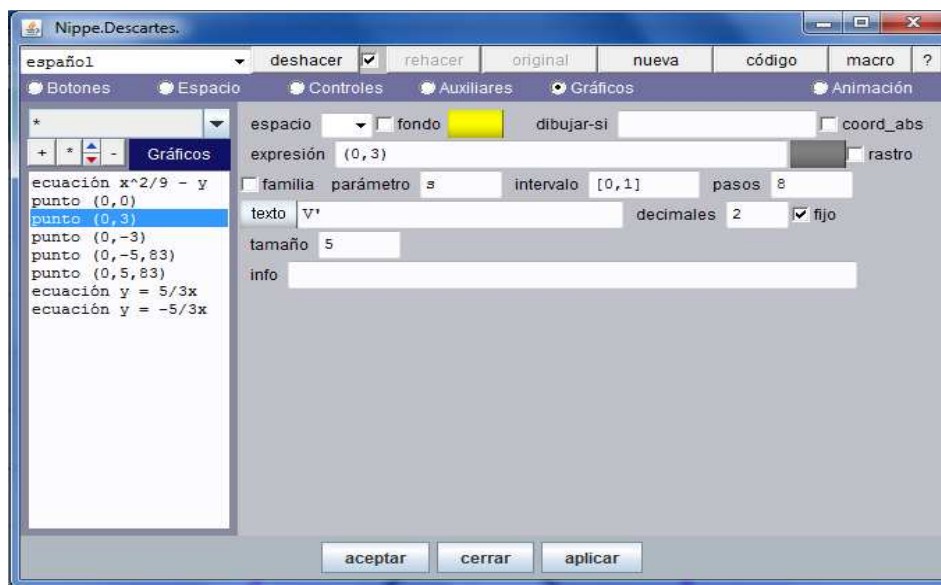 Nippe.Descartes.
español deshacer rehacer original nueva código macro ?
Botones Espacio Controles Auxiliares Gráficos Animación
* espacio fondo dibujar-si coord_abs
+ * - Gráficos expresión (0,3) rastro
ecuación x^2/9 - y familia parámetro s intervalo [0,1] pasos 8
punto (0,0)
punto (0,3) texto V' decimales 2 fijo
punto (0,-3)
punto (0,-5,83) tamaño 5
punto (0,5,83) info
ecuación y = 5/3x
ecuación y = -5/3x
aceptar cerrar aplicar